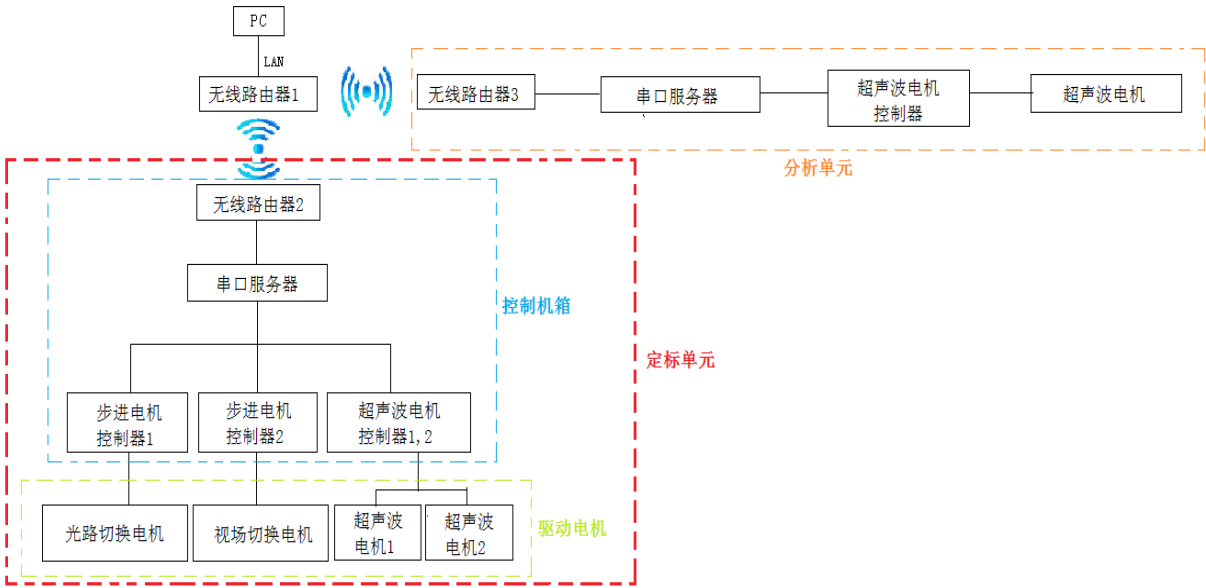 PC
LAN
无线路由器1
无线路由器3
串口服务器
超声波电机
控制器
超声波电机
分析单元
无线路由器2
串口服务器
控制机箱
定标单元
步进电机
控制器1
步进电机
控制器2
超声波电机
控制器1,2
光路切换电机
视场切换电机
超声波
电机1
超声波
电机2
驱动电机